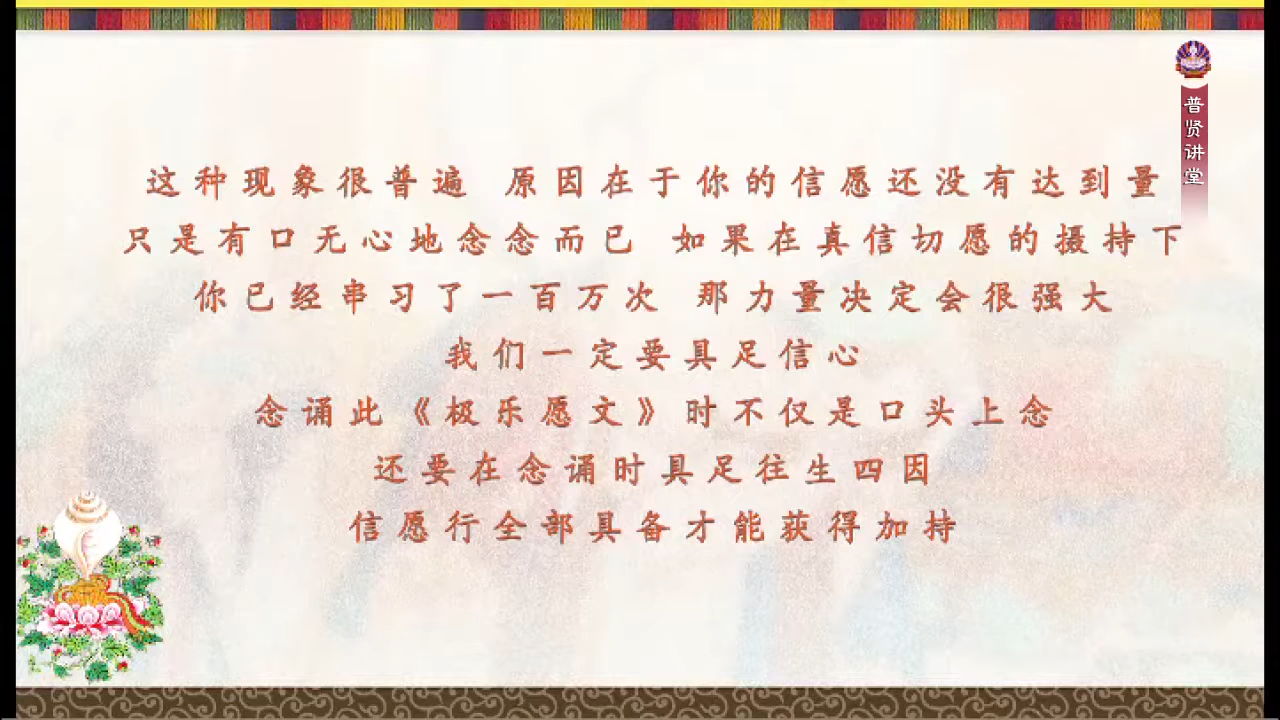 普贤讲堂
这种现象很普遍 原因在于你的信愿还没有达到量
只是有口无心地念念而已 如果在真信切愿的摄持下
你已经串习了一百万次 那力量决定会很强大
我们一定要具足信心
念诵此《极乐愿文》时不仅是口头上念
还要在念诵时具足往生四因
信愿行全部具备才能获得加持